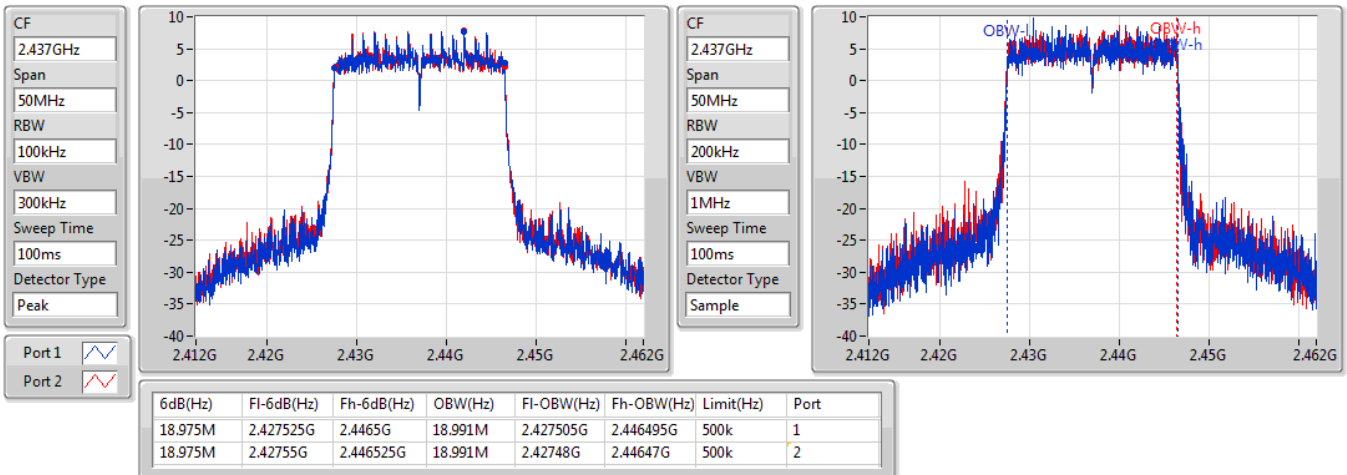 CF
2.437GHz
Span
50MHz
RBW
100kHz
VBW
300kHz
Sweep Time
100ms
Detector Type
Peak
Port 1
Port 2
10
5
0
-5
-10
-15
-20
-25
-30
-35
-40
2.412G 2.42G 2.43G 2.44G 2.45G 2.462G
CF
2.437GHz
Span
50MHz
RBW
200kHz
VBW
1MHz
Sweep Time
100ms
Detector Type
Sample
10
5
0
-5
-10
-15
-20
-25
-30
-35
-40
OBW-l OBW-h
W-h
2.412G 2.42G 2.43G 2.44G 2.45G 2.462G
6dB(Hz) Fl-6dB(Hz) Fh-6dB(Hz) OBW(Hz) Fl-OBW(Hz) Fh-OBW(Hz) Limit(Hz) Port
18.975M 2.427525G 2.4465G 18.991M 2.427505G 2.446495G 500k 1
18.975M 2.42755G 2.446525G 18.991M 2.42748G 2.44647G 500k 2